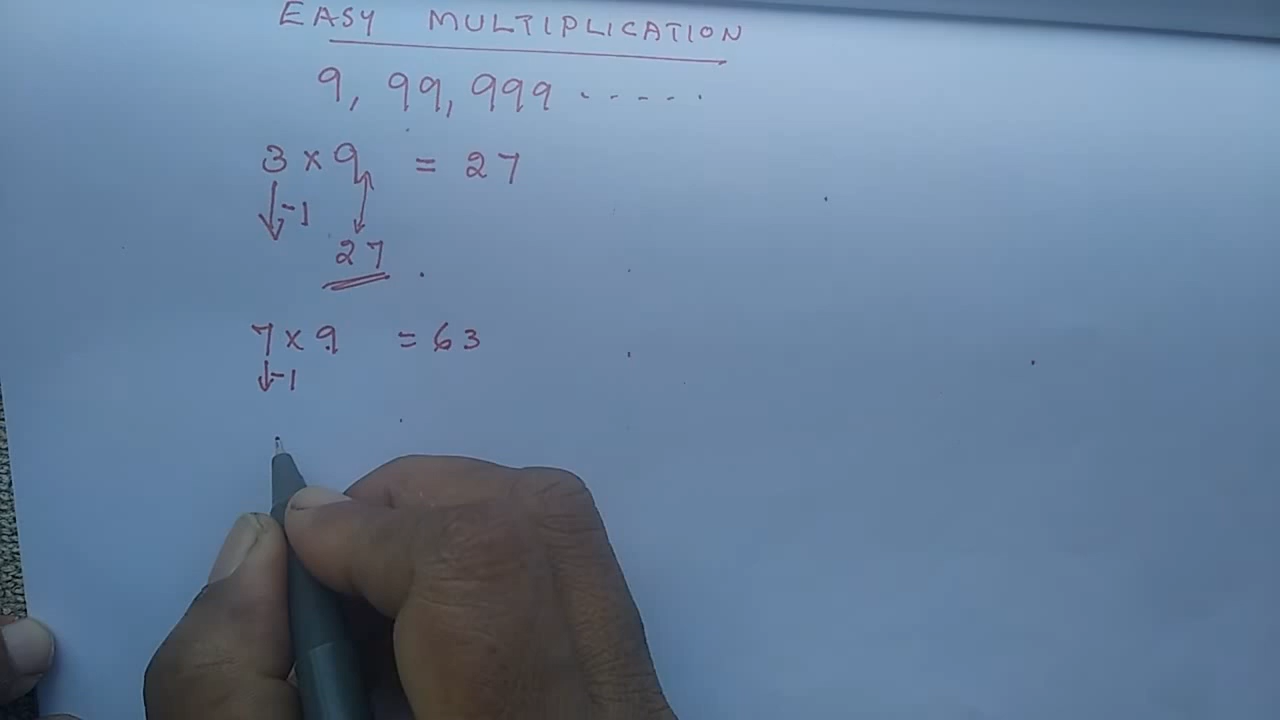 EASY MULTIPLICATION
9, 99, 999 .....
3 × 9 = 27
-1
27
7 × 9 = 63
-1